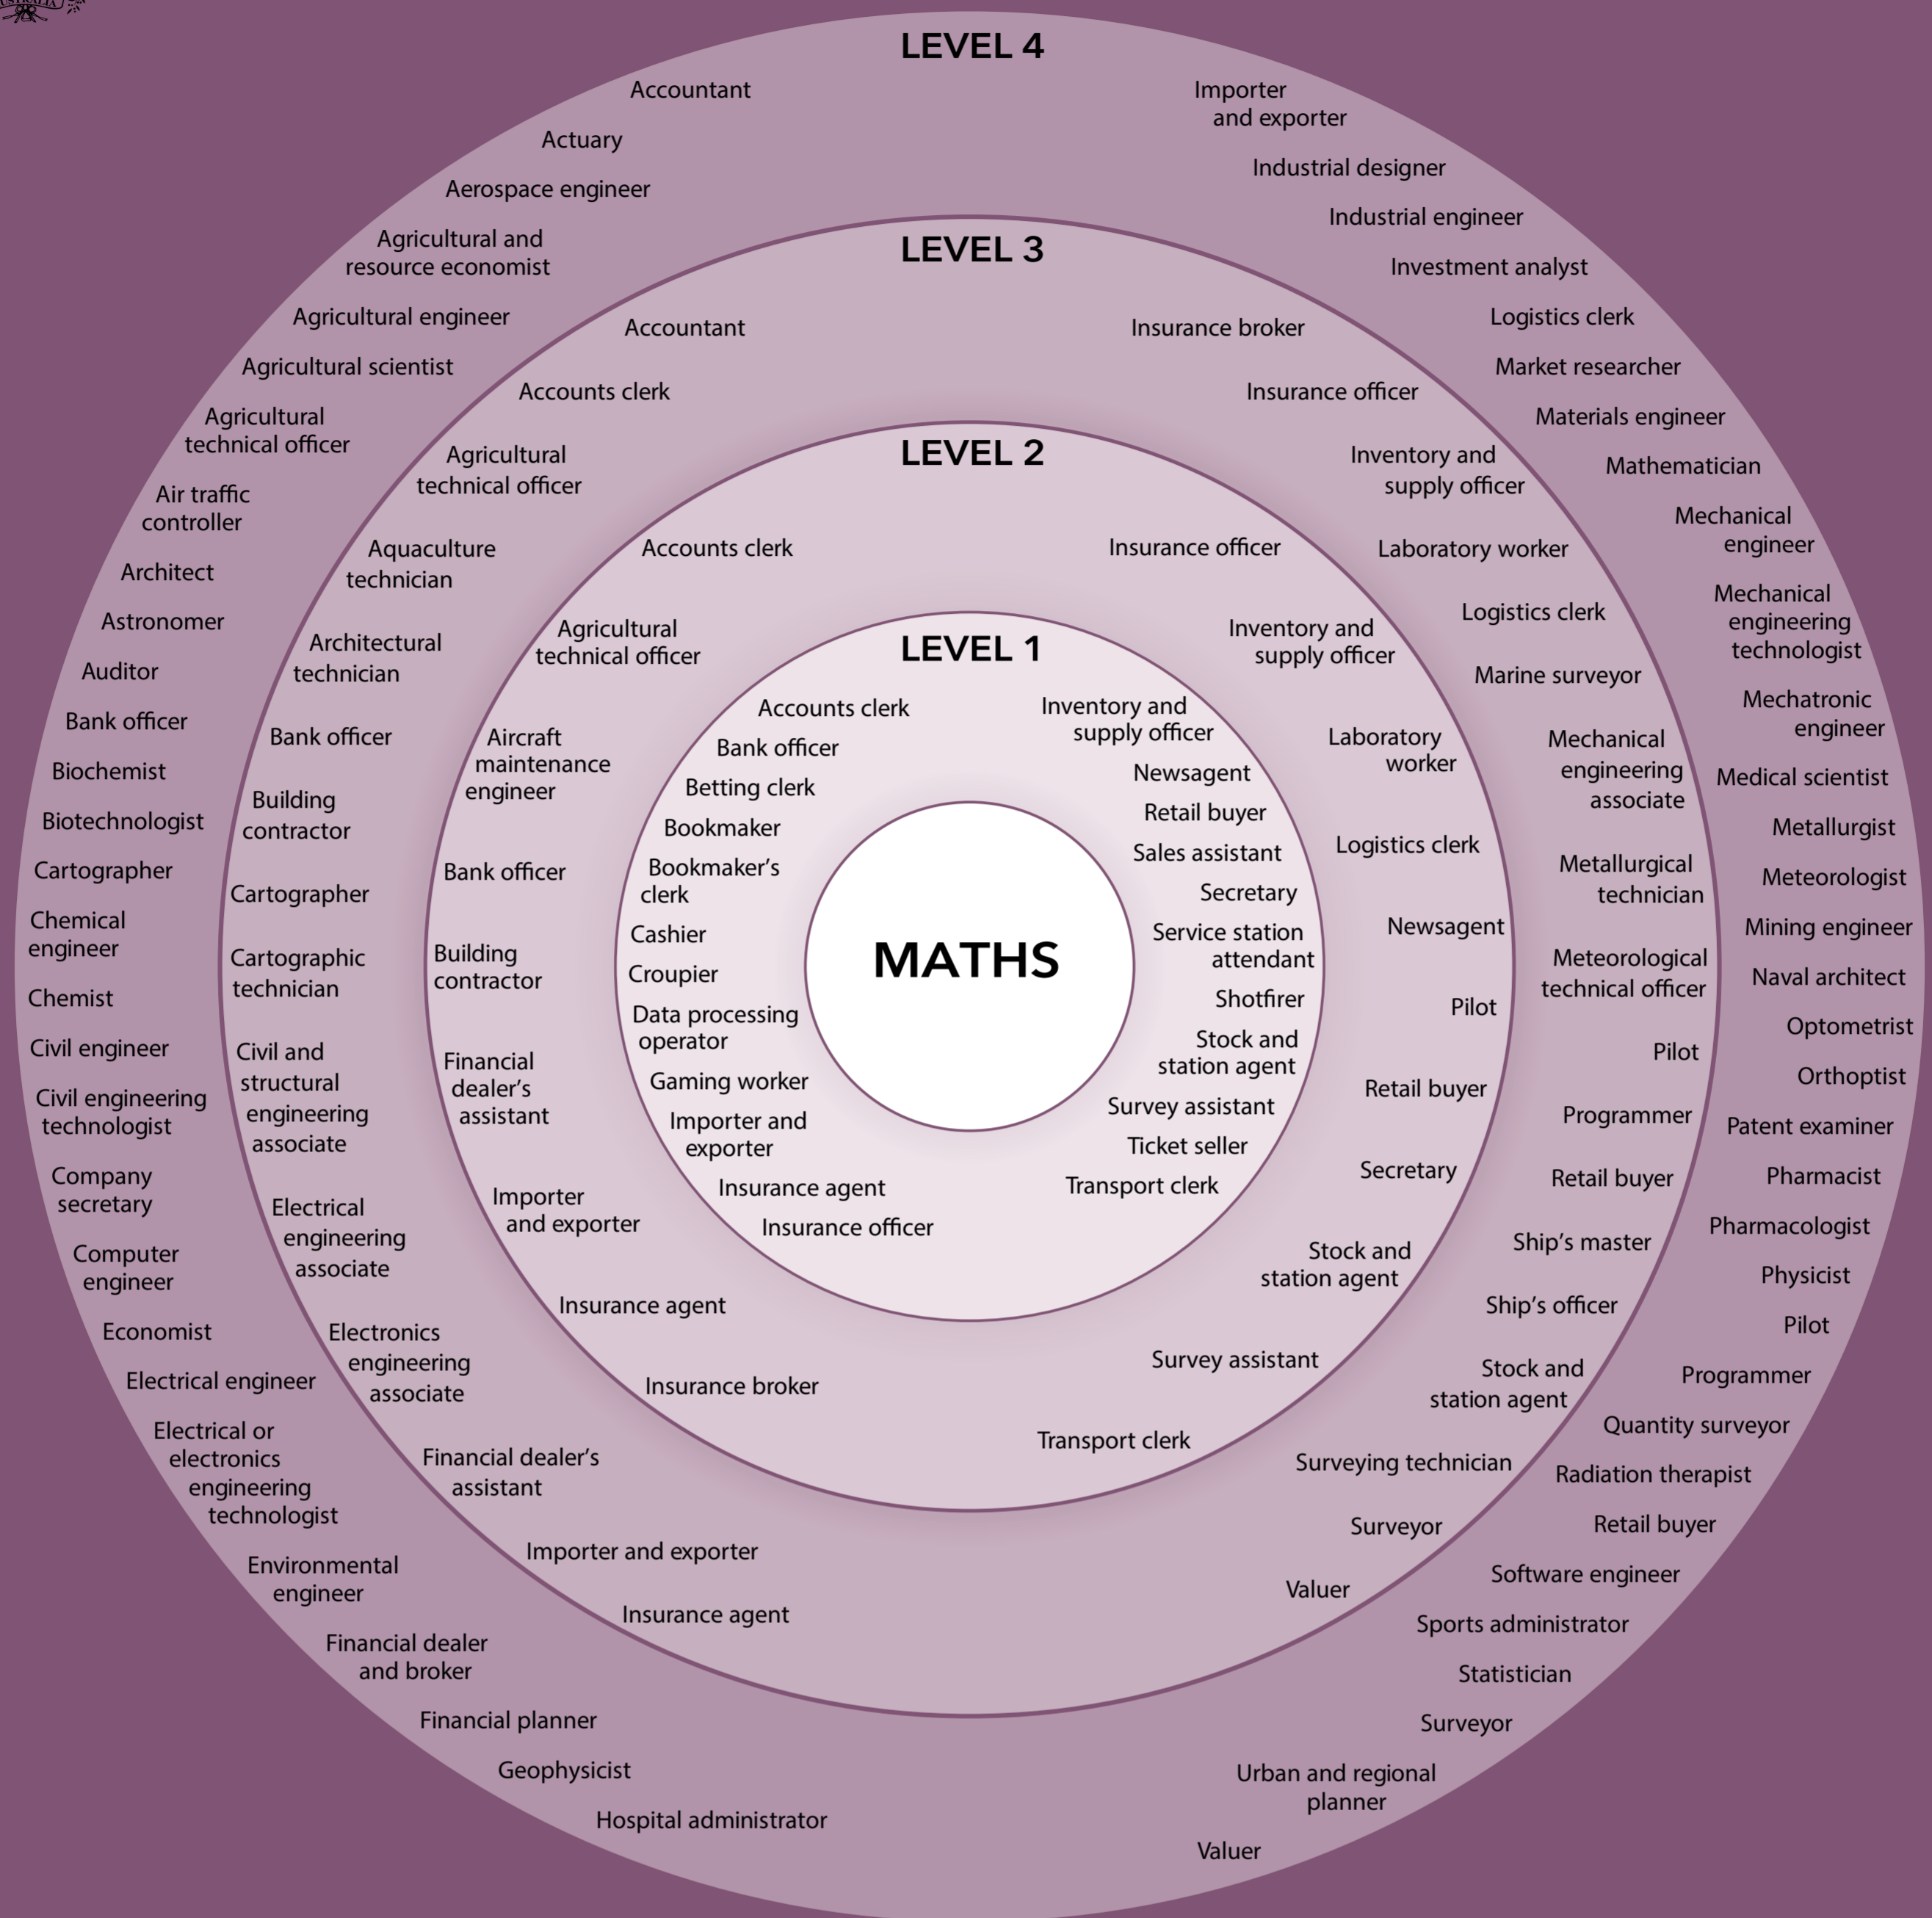 USTRALIA
LEVEL 4
Accountant
Actuary
Aerospace engineer
Agricultural and
resource economist
Agricultural engineer
Agricultural scientist
Agricultural
technical officer
Air traffic
controller
Architect
Astronomer
Auditor
Bank officer
Biochemist
Biotechnologist
Cartographer
Chemical
engineer
Chemist
Civil engineer
Civil engineering
technologist
Company
secretary
Computer
engineer
Economist
Electrical engineer
Electrical or
electronics
engineering
technologist
Environmental
engineer
Financial dealer
and broker
Financial planner
Geophysicist
Hospital administrator
Importer
and exporter
Industrial designer
Industrial engineer
Investment analyst
Logistics clerk
Market researcher
Materials engineer
Mathematician
Mechanical
engineer
Mechanical
engineering
technologist
Mechatronic
engineer
Medical scientist
Metallurgist
Meteorologist
Mining engineer
Naval architect
Optometrist
Orthoptist
Patent examiner
Pharmacist
Pharmacologist
Physicist
Pilot
Programmer
Quantity surveyor
Radiation therapist
Retail buyer
Software engineer
Sports administrator
Statistician
Surveyor
Urban and regional
planner
Valuer
LEVEL 3
Accountant
Accounts clerk
Agricultural
technical officer
Aquaculture
technician
Architectural
technician
Bank officer
Building
contractor
Cartographer
Cartographic
technician
Civil and
structural
engineering
associate
Electrical
engineering
associate
Electronics
engineering
associate
Financial dealer's
assistant
Importer and exporter
Insurance agent
Insurance broker
Insurance officer
Inventory and
supply officer
Laboratory worker
Logistics clerk
Marine surveyor
Mechanical
engineering
associate
Metallurgical
technician
Meteorological
technical officer
Pilot
Programmer
Retail buyer
Ship's master
Ship's officer
Stock and
station agent
Surveying technician
Surveyor
Valuer
LEVEL 2
Accounts clerk
Agricultural
technical officer
Aircraft
maintenance
engineer
Bank officer
Building
contractor
Financial
dealer's
assistant
Importer
and exporter
Insurance agent
Insurance broker
Insurance officer
Inventory and
supply officer
Laboratory
worker
Logistics clerk
Newsagent
Pilot
Retail buyer
Secretary
Stock and
station agent
Survey assistant
Transport clerk
LEVEL 1
Accounts clerk
Bank officer
Betting clerk
Bookmaker
Bookmaker's
clerk
Cashier
Croupier
Data processing
operator
Gaming worker
Importer and
exporter
Insurance agent
Insurance officer
Inventory and
supply officer
Newsagent
Retail buyer
Sales assistant
Secretary
Service station
attendant
Shotfirer
Stock and
station agent
Survey assistant
Ticket seller
Transport clerk
MATHS